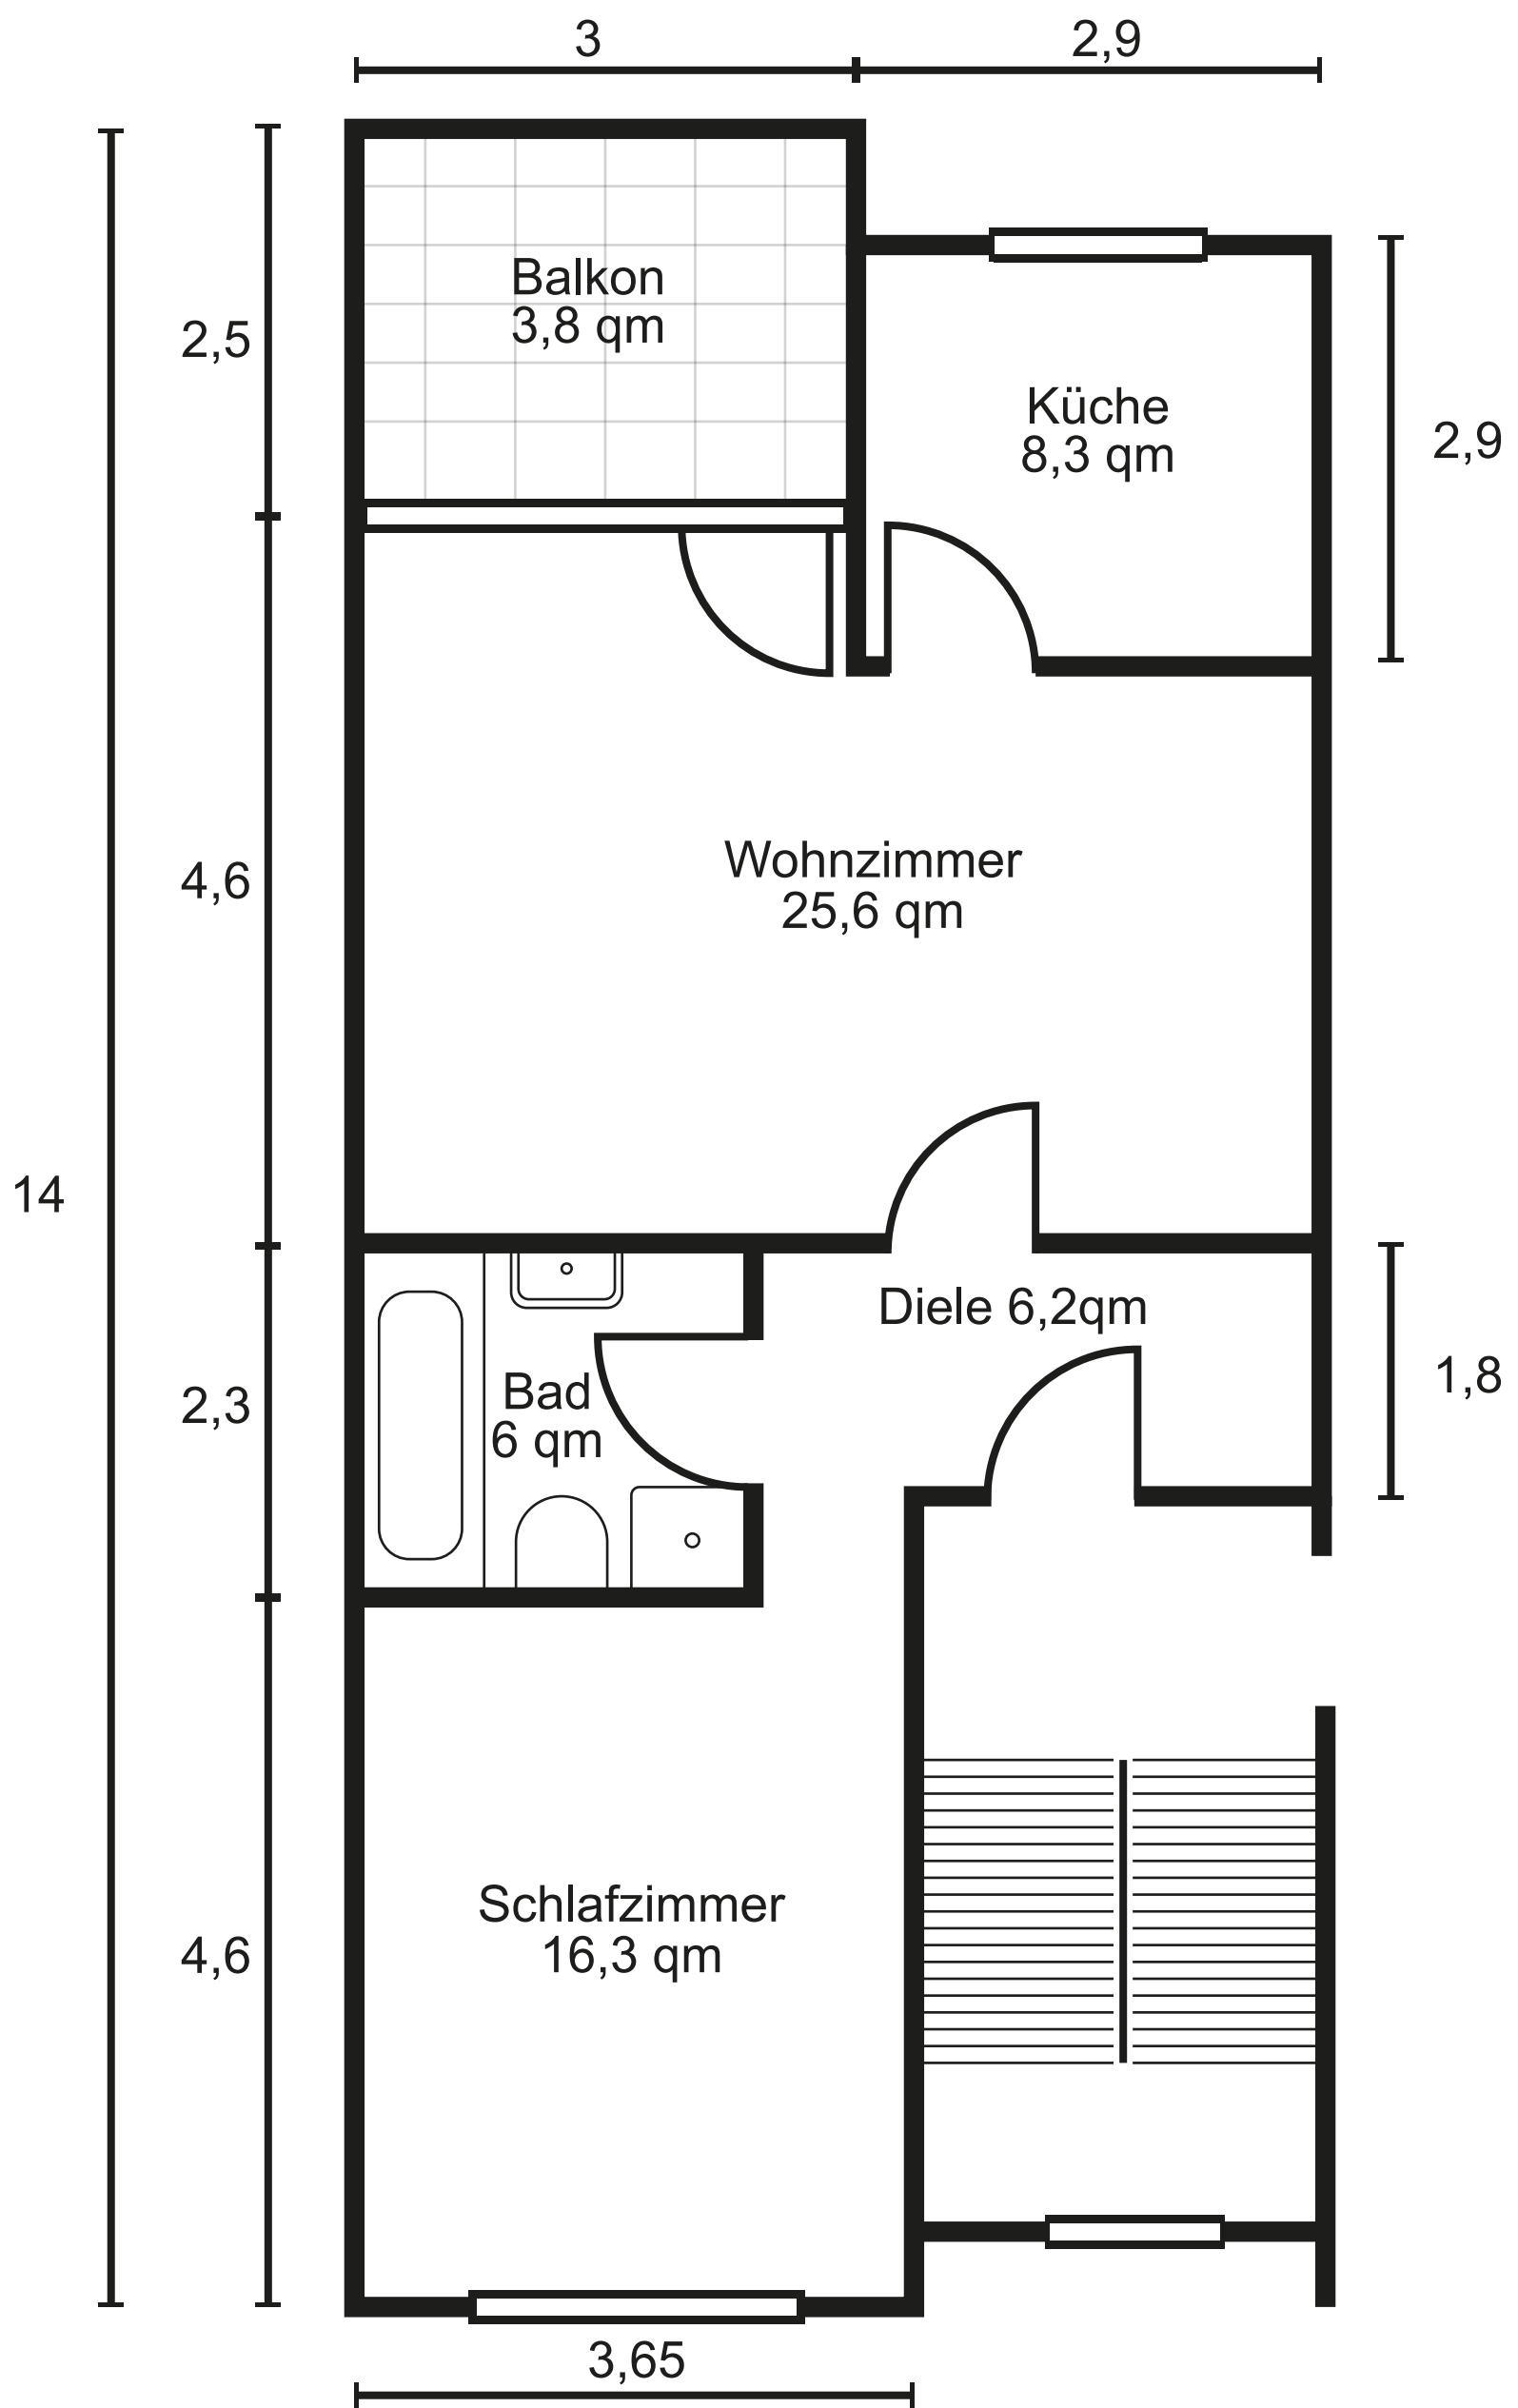 3
2,9
Balkon
3,8 qm
2,5
Küche
8,3 qm
2,9
Wohnzimmer
25,6 qm
4,6
14
Diele 6,2qm
1,8
Bad
6 qm
2,3
Schlafzimmer
16,3 qm
4,6
3,65